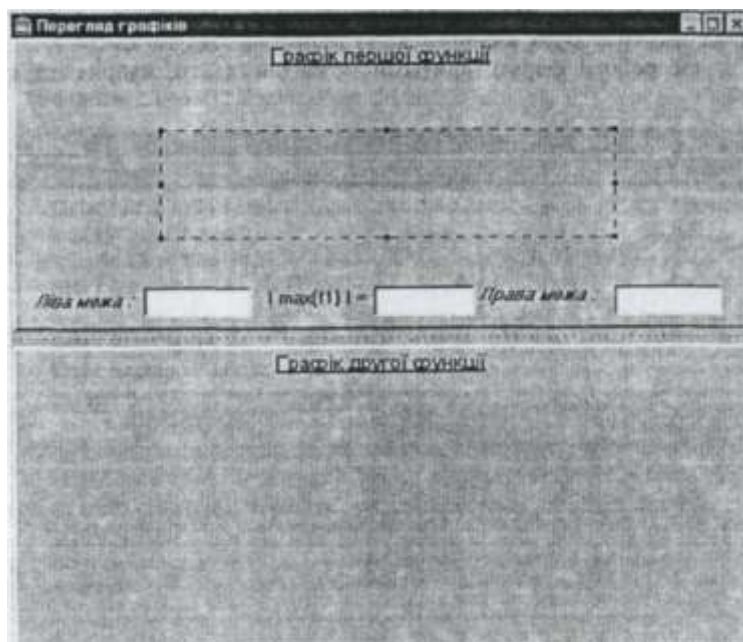 Перегляд графіків
Графік першої функції
Ліва межа : | max{f1} | = Права межа :
Графік другої функції